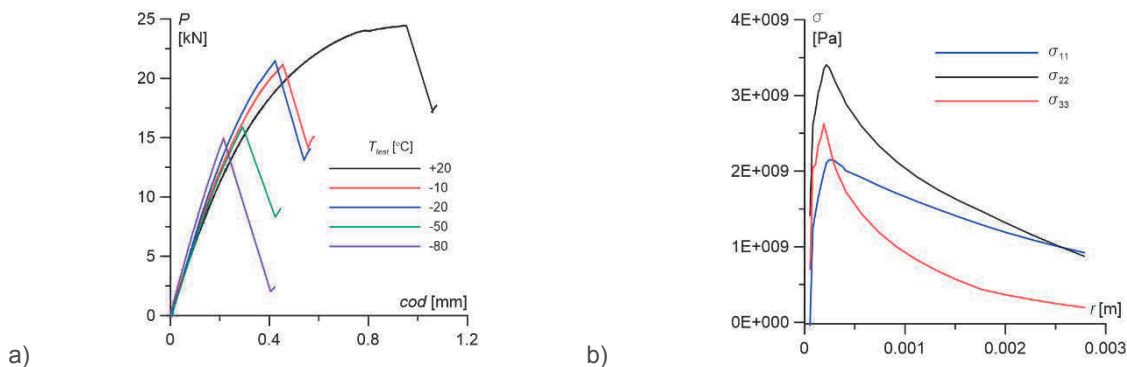 P
[kN]
25
20
15
10
5
0
T_test [°C]
+20
-10
-20
-50
-80
cod [mm]
0
0.4
0.8
1.2
a)
σ
[Pa]
4E+009
3E+009
2E+009
1E+009
0E+000
σ11
σ22
σ33
r [m]
0
0.001
0.002
0.003
b)